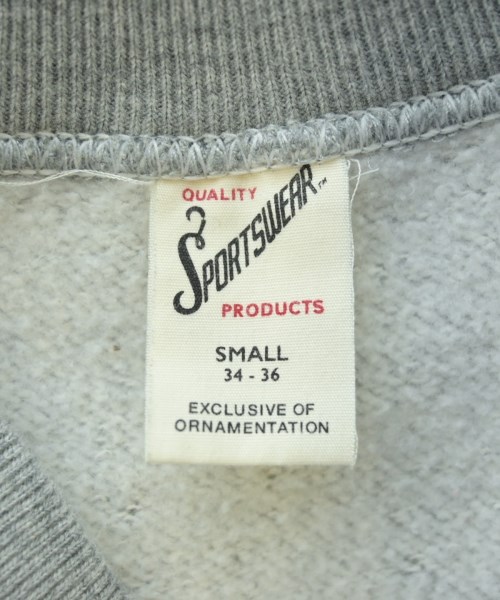 QUALITY
SPORTSWEAR™
PRODUCTS
SMALL
34 - 36
EXCLUSIVE OF
ORNAMENTATION